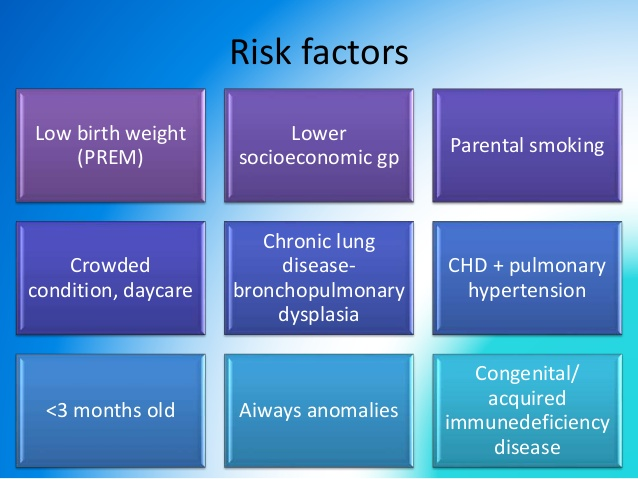 Risk factors
Low birth weight
(PREM)
Lower
socioeconomic gp
Parental smoking
Crowded
condition, daycare
Chronic lung
disease-
bronchopulmonary
dysplasia
CHD + pulmonary
hypertension
<3 months old
Aiways anomalies
Congenital/
acquired
immunedeficiency
disease